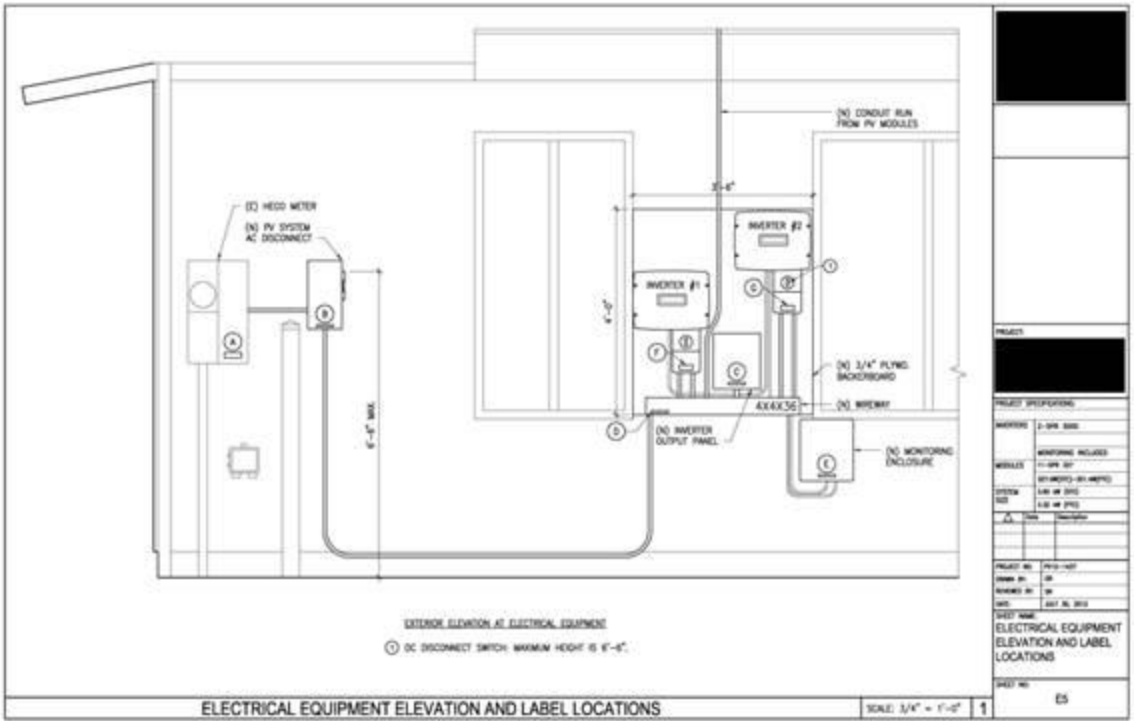 (N) CONDUIT RUN
FROM PV MODULES
3'-6"
(E) HECO METER
(N) PV SYSTEM
AC DISCONNECT
INVERTER #2
1
G
INVERTER #1
4'-0"
B
A
F
C
(N) 3/4" PLYWD.
BACKERBOARD
4X4X36
(N) WIREWAY
6'-6" MAX.
D
(N) INVERTER
OUTPUT PANEL
(N) MONITORING
ENCLOSURE
E
EXTERIOR ELEVATION AT ELECTRICAL EQUIPMENT
1 DC DISCONNECT SWITCH: MAXIMUM HEIGHT IS 6'-6".
ELECTRICAL EQUIPMENT ELEVATION AND LABEL LOCATIONS
SCALE: 3/4" = 1'-0"
1
PROJECT:
PROJECT SPECIFICATIONS
INVERTERS
MONITORING INCLUDED
MODULES
SYSTEM
SIZE
Date Description
PROJECT NO:
DRAWN BY:
REVIEWED BY:
DATE:
SHEET NAME:
ELECTRICAL EQUIPMENT
ELEVATION AND LABEL
LOCATIONS
SHEET NO:
E5